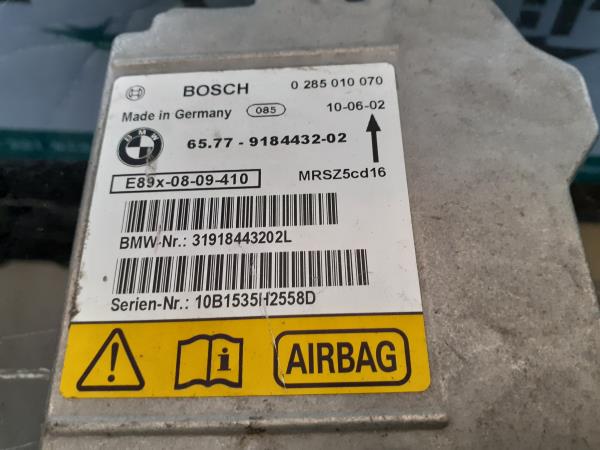 BOSCH 0 285 010 070
Made in Germany 085 10-06-02
BMW 65.77 - 9184432-02
E89x-08-09-410 MRSZ5cd16
BMW-Nr.: 31918443202L
Serien-Nr.: 10B1535H2558D
AIRBAG